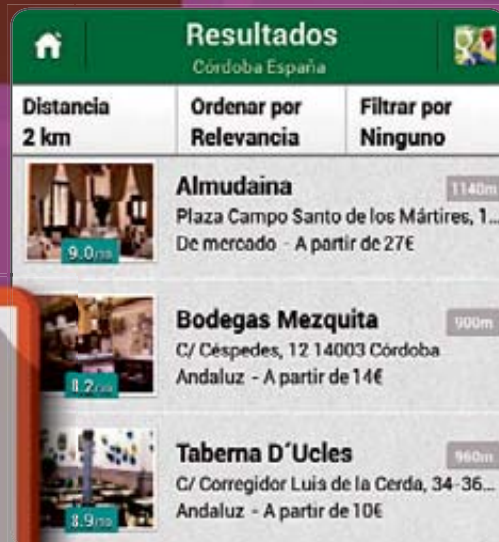 Resultados
Córdoba España
Distancia
2 km
Ordenar por
Relevancia
Filtrar por
Ninguno
Almudaina
1140m
Plaza Campo Santo de los Mártires, 1...
De mercado - A partir de 27€
9.0/10
Bodegas Mezquita
900m
C/ Céspedes, 12 14003 Córdoba
Andaluz - A partir de 14€
8.2/10
Taberna D´Ucles
960m
C/ Corregidor Luis de la Cerda, 34-36...
Andaluz - A partir de 10€
8.9/10